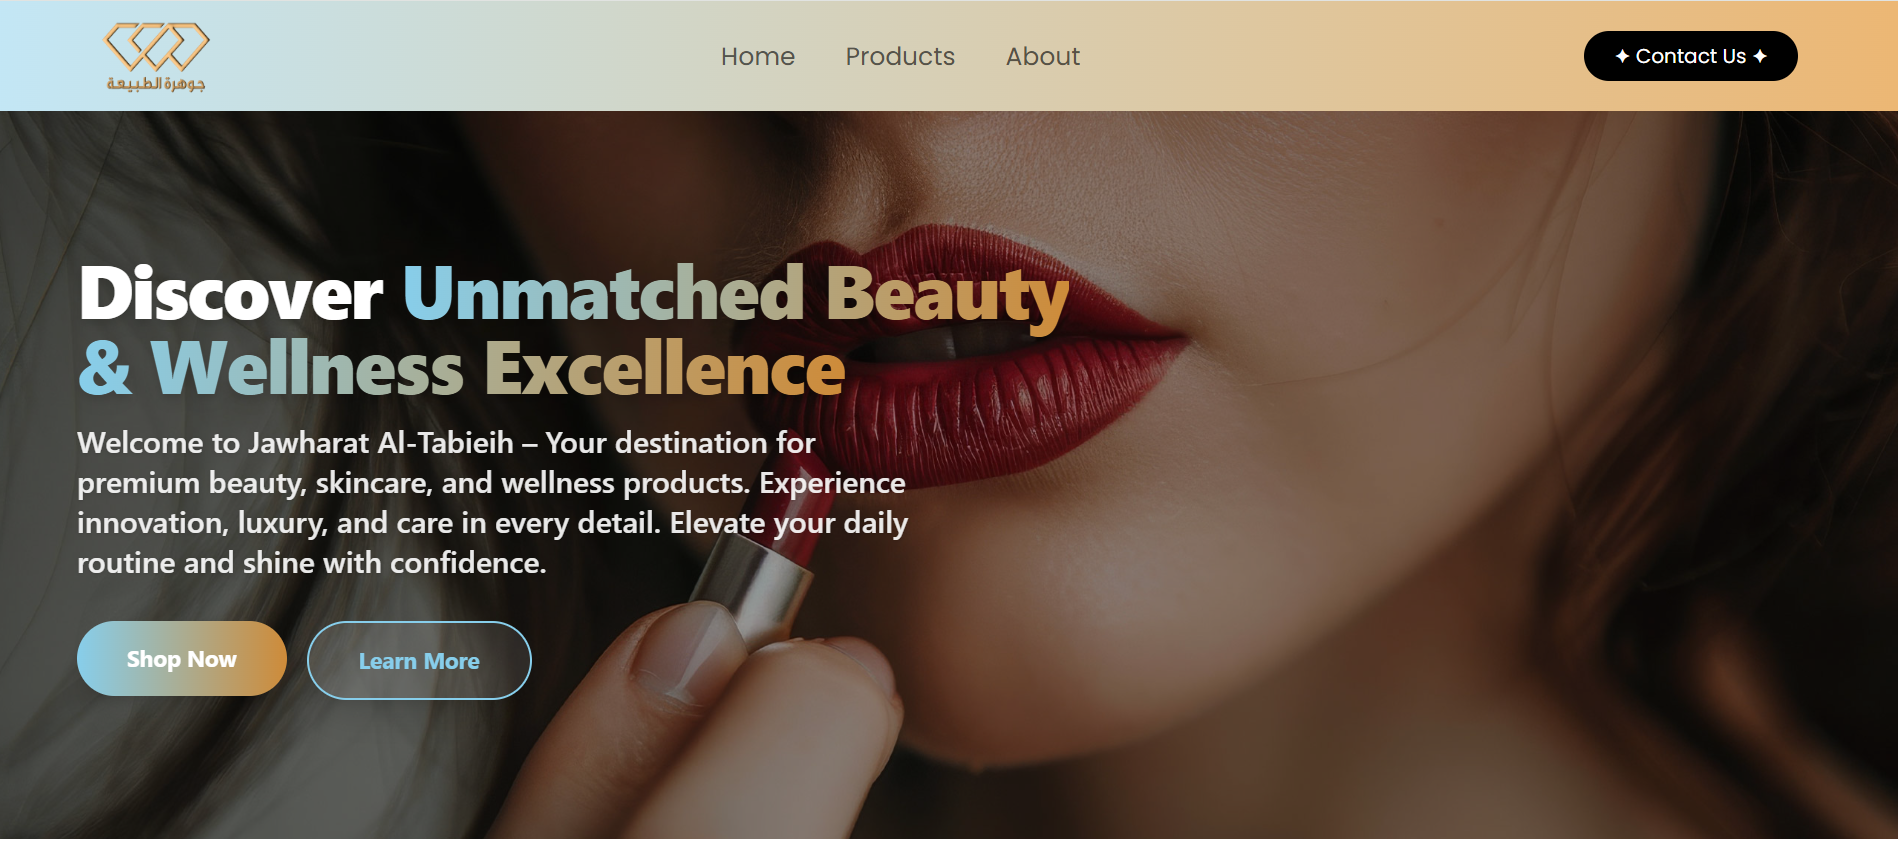 جوهرة الطبيعة
Home
Products
About
✦ Contact Us ✦
Discover Unmatched Beauty
& Wellness Excellence
Welcome to Jawharat Al-Tabieih – Your destination for
premium beauty, skincare, and wellness products. Experience
innovation, luxury, and care in every detail. Elevate your daily
routine and shine with confidence.
Shop Now
Learn More